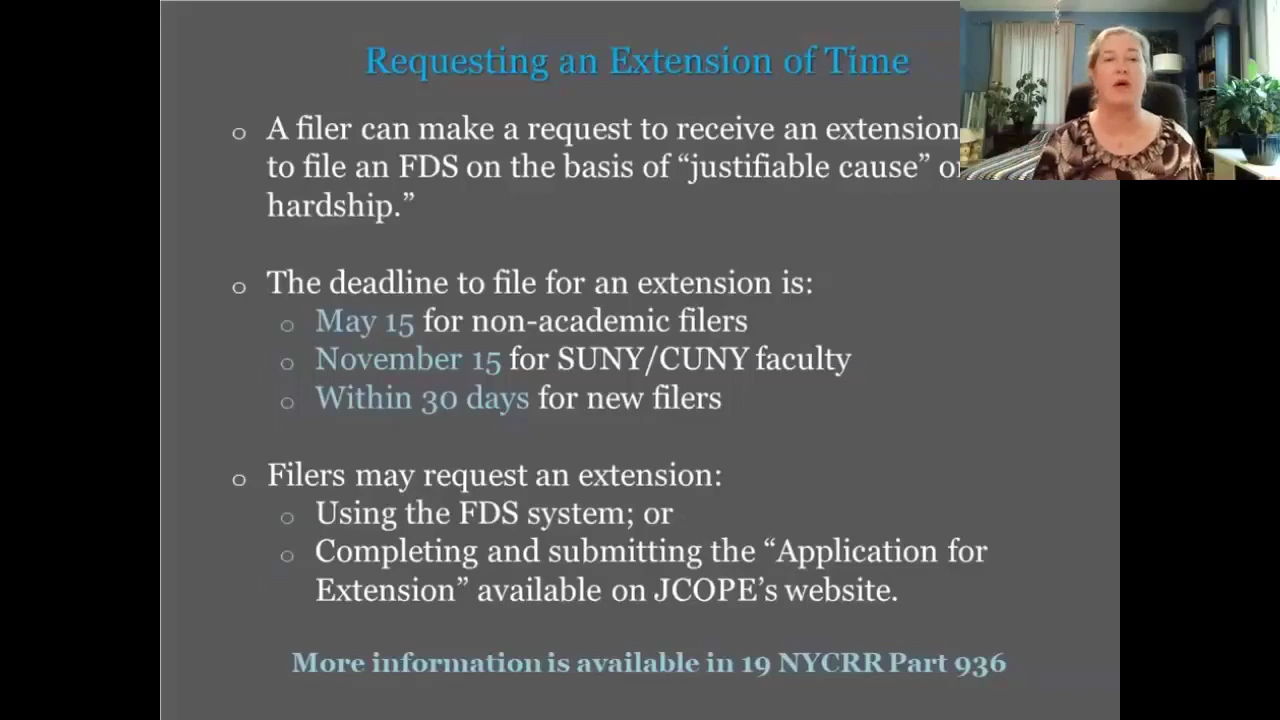 Requesting an Extension of Time
o A filer can make a request to receive an extension
to file an FDS on the basis of “justifiable cause”
hardship.”
o The deadline to file for an extension is:
o May 15 for non-academic filers
o November 15 for SUNY/CUNY faculty
o Within 30 days for new filers
o Filers may request an extension:
o Using the FDS system; or
o Completing and submitting the “Application for
Extension” available on JCOPE’s website.
More information is available in 19 NYCRR Part 936